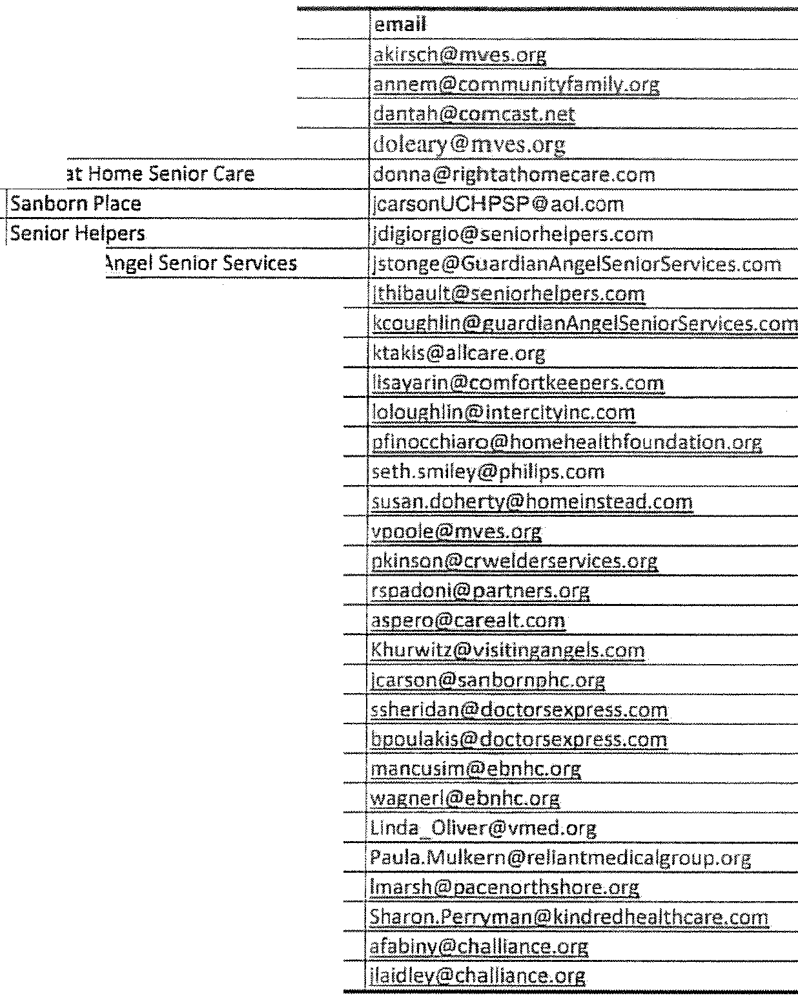 email
akirsch@mves.org
annem@communityfamily.org
dantah@comcast.net
doleary@mves.org
at Home Senior Care donna@rightathomecare.com
Sanborn Place jcarsonUCHPSP@aol.com
Senior Helpers jdigiorgio@seniorhelpers.com
Angel Senior Services jstonge@GuardianAngelSeniorServices.com
jthibault@seniorhelpers.com
kcoughlin@guardianAngelSeniorServices.com
ktakis@allcare.org
lisayarin@comfortkeepers.com
loloughlin@intercityinc.com
pfinocchiaro@homehealthfoundation.org
seth.smiley@philips.com
susan.doherty@homeinstead.com
vpoole@mves.org
pkinson@crwelderservices.org
rspadoni@partners.org
aspero@carealt.com
Khurwitz@visitingangels.com
jcarson@sanbornphc.org
ssheridan@doctorsexpress.com
bpoulakis@doctorsexpress.com
mancusim@ebnhc.org
wagnerl@ebnhc.org
Linda_Oliver@vmed.org
Paula.Mulkern@reliantmedicalgroup.org
lmarsh@pacenorthshore.org
Sharon.Perryman@kindredhealthcare.com
afabiny@challiance.org
jlaidley@challiance.org